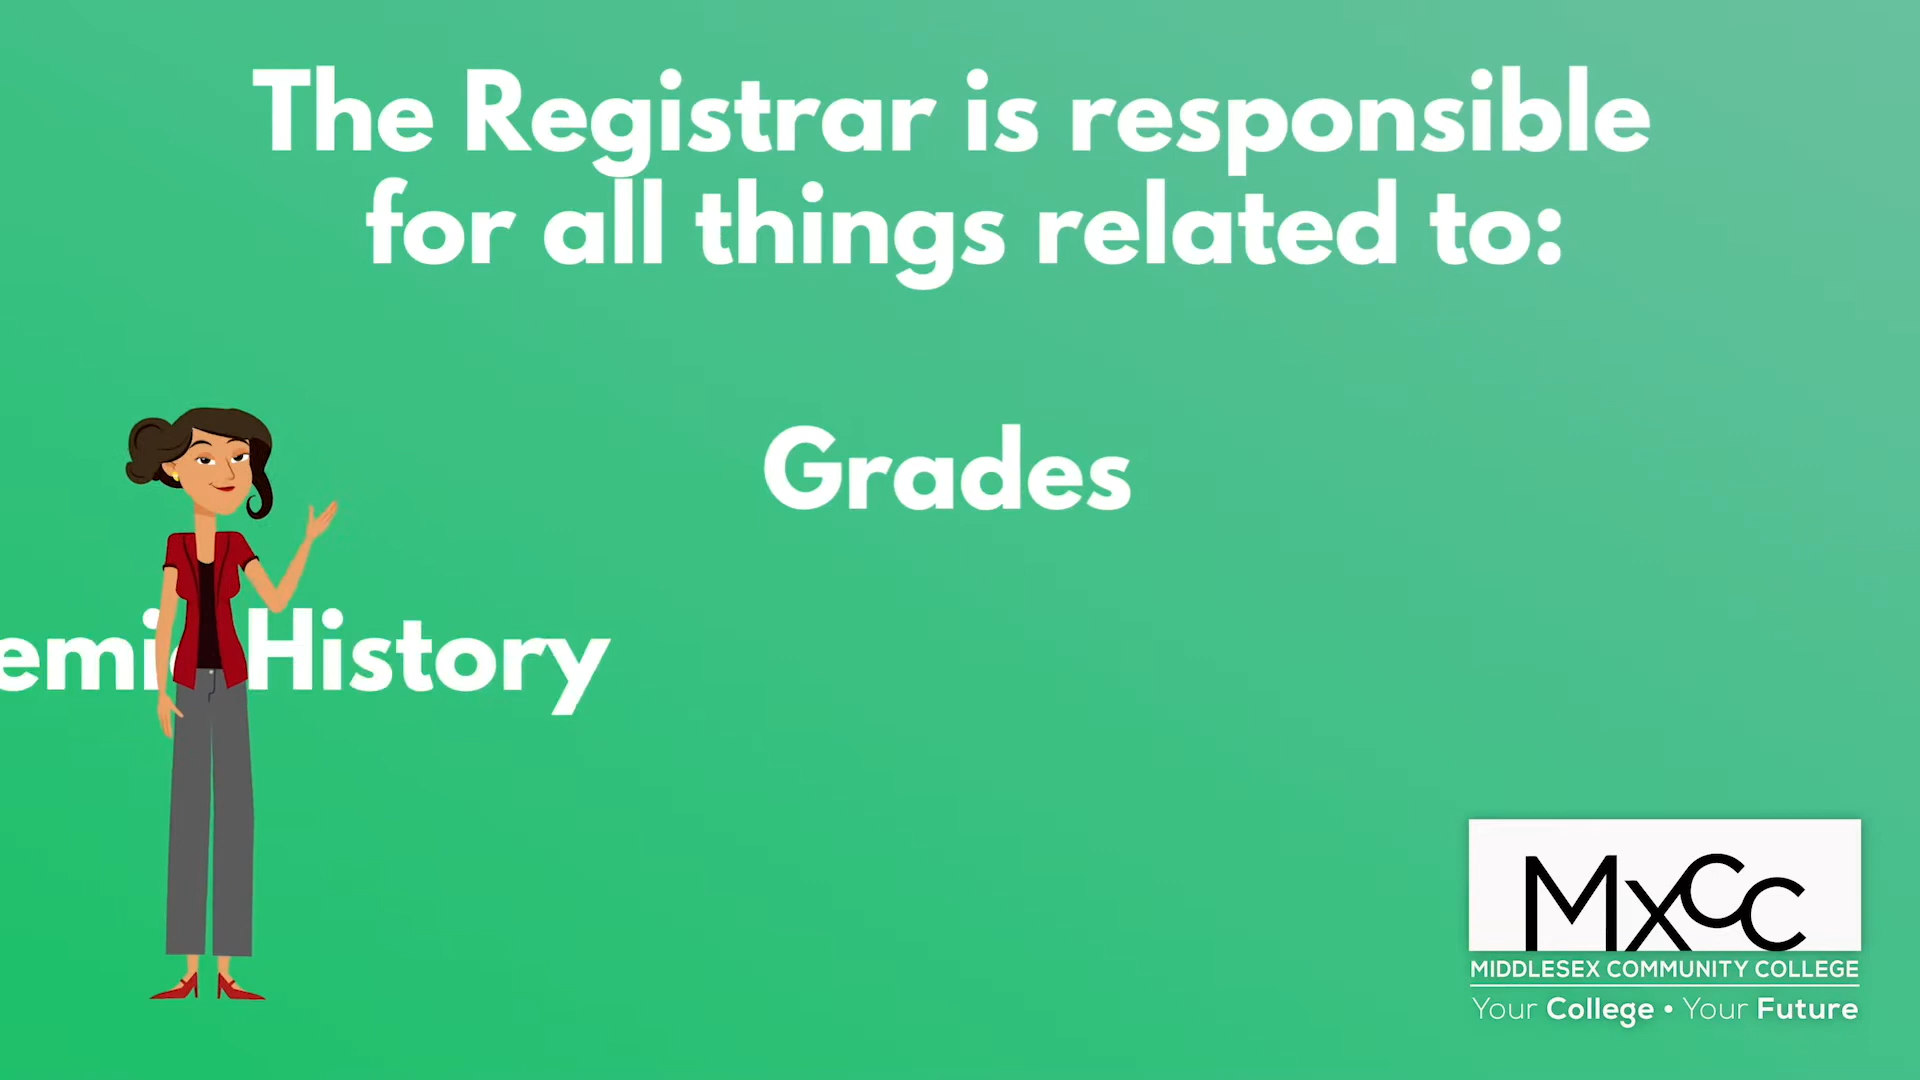 The Registrar is responsible
for all things related to:
Grades
History
MxCC
MIDDLESEX COMMUNITY COLLEGE
Your College • Your Future